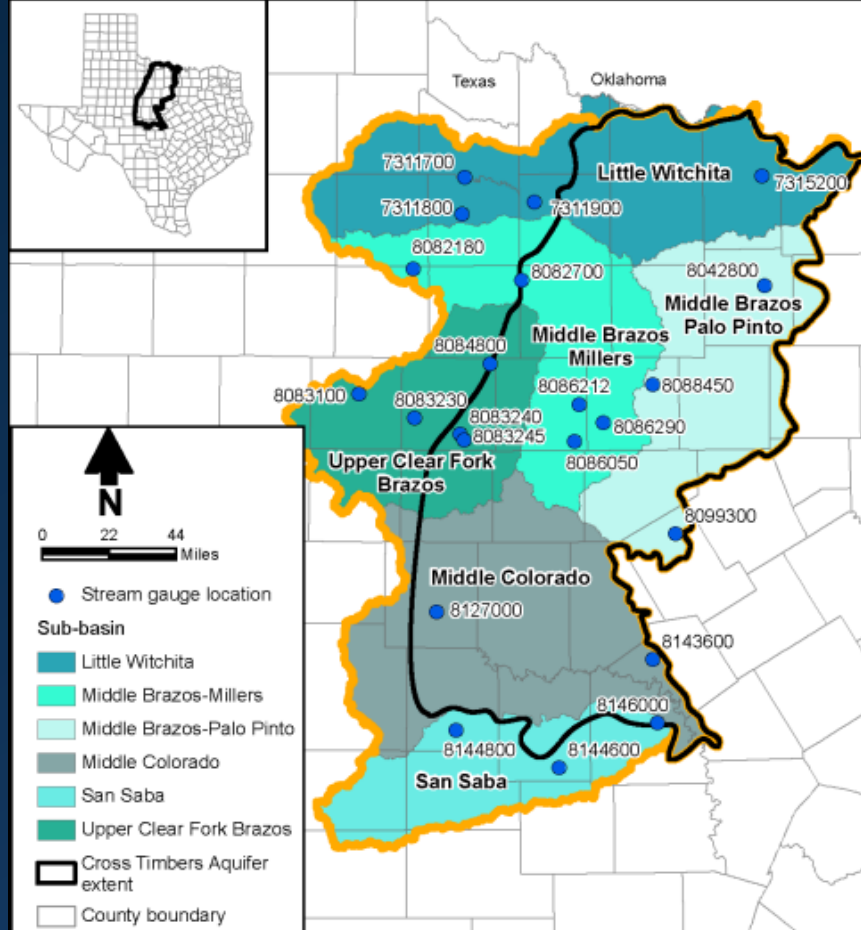 Texas
Oklahoma
7311700
Little Witchita
7315200
7311800
7311900
8082180
8082700
8042800
Middle Brazos
Palo Pinto
Middle Brazos
Millers
8084800
8083100
8083230
8086212
8088450
8083240
8083245
8086290
8086050
Upper Clear Fork
Brazos
8099300
Middle Colorado
8127000
8143600
8146000
8144800
8144600
San Saba
N
0 22 44
Miles
Stream gauge location
Sub-basin
Little Witchita
Middle Brazos-Millers
Middle Brazos-Palo Pinto
Middle Colorado
San Saba
Upper Clear Fork Brazos
Cross Timbers Aquifer
extent
County boundary